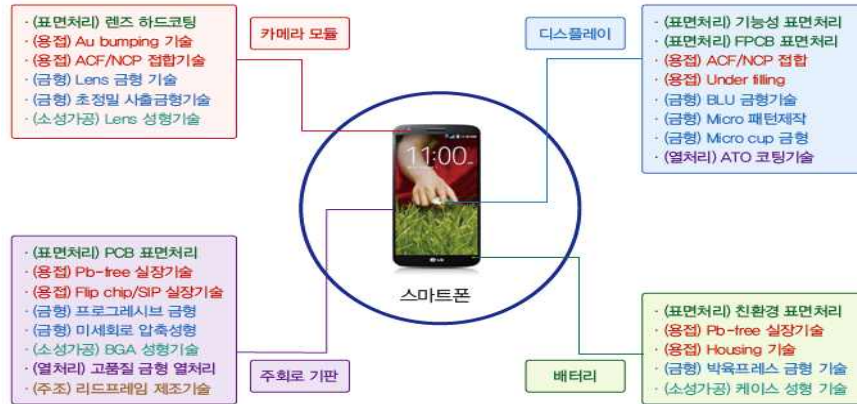 · (표면처리) 렌즈 하드코팅
· (용접) Au bumping 기술
· (용접) ACF/NCP 접합기술
· (금형) Lens 금형 기술
· (금형) 초정밀 사출금형기술
· (소성가공) Lens 성형기술
카메라 모듈
디스플레이
· (표면처리) 기능성 표면처리
· (표면처리) FPCB 표면처리
· (용접) ACF/NCP 접합
· (용접) Under filling
· (금형) BLU 금형기술
· (금형) Micro 패턴제작
· (금형) Micro cup 금형
· (열처리) ATO 코팅기술
11:00
LG
스마트폰
· (표면처리) PCB 표면처리
· (용접) Pb-free 실장기술
· (용접) Flip chip/SIP 실장기술
· (금형) 프로그레시브 금형
· (금형) 미세회로 압축성형
· (소성가공) BGA 성형기술
· (열처리) 고품질 금형 열처리
· (주조) 리드프레임 제조기술
주회로 기판
배터리
· (표면처리) 친환경 표면처리
· (용접) Pb-free 실장기술
· (용접) Housing 기술
· (금형) 박육프레스 금형 기술
· (소성가공) 케이스 성형 기술